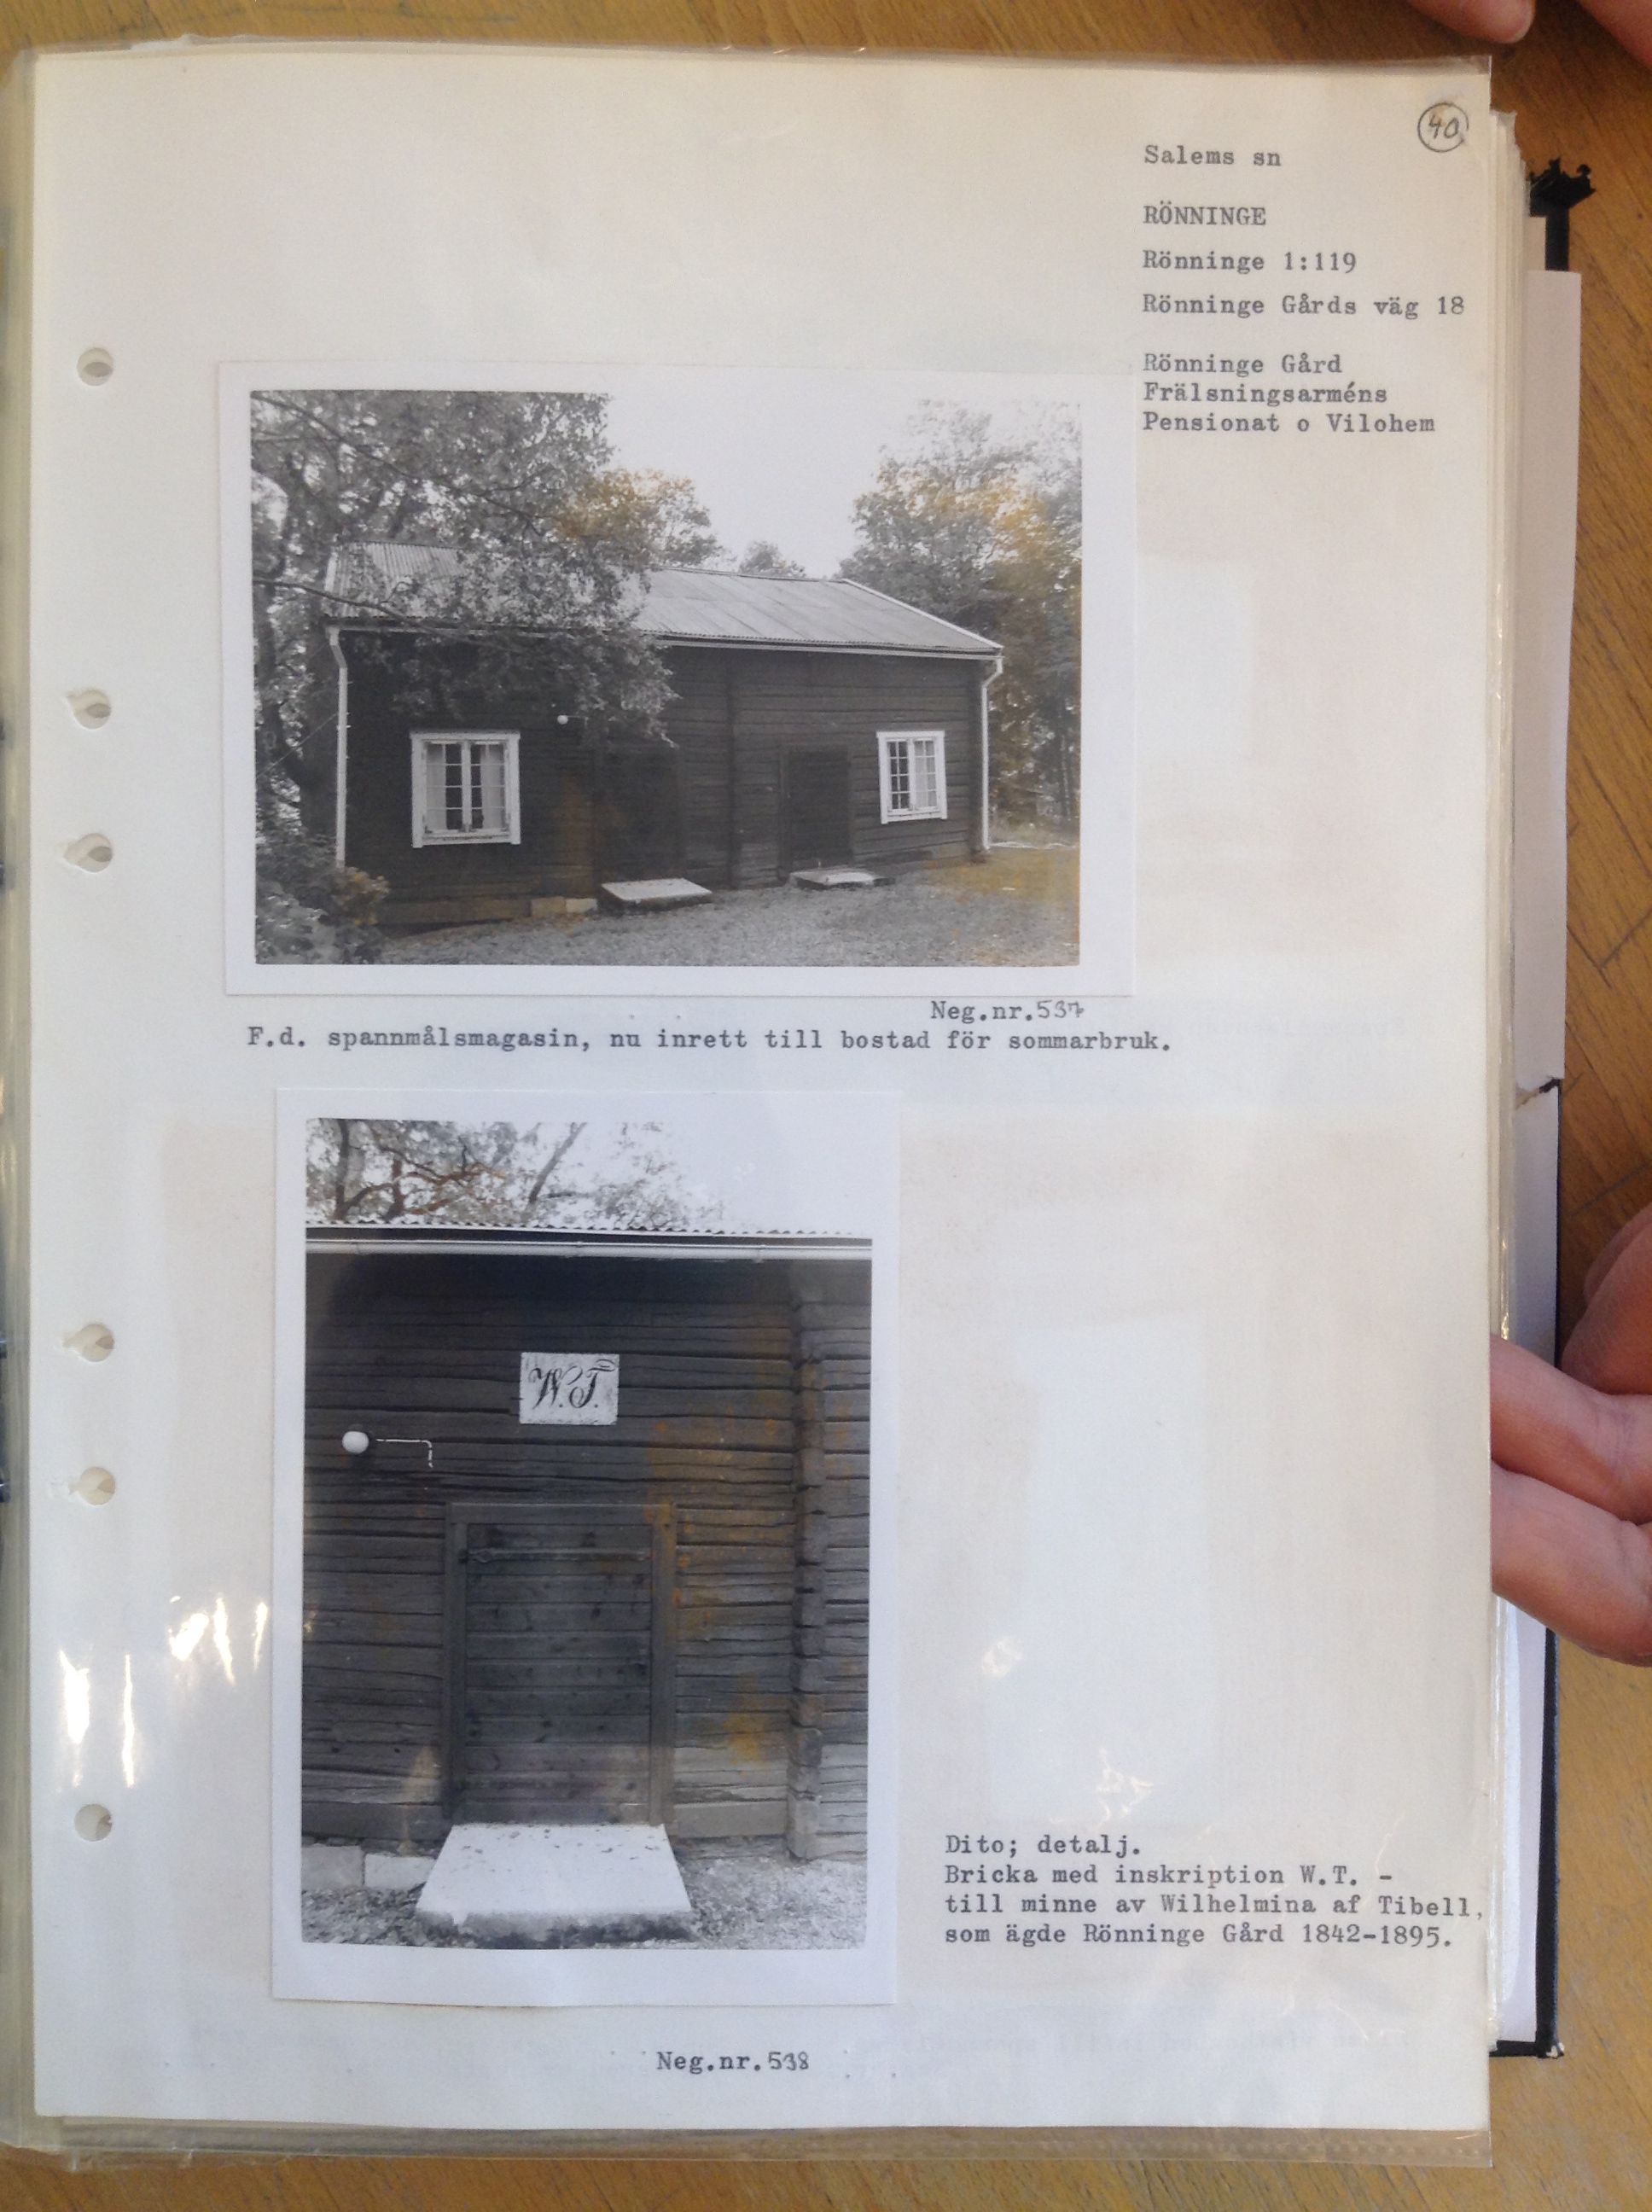 40
Salems sn
RÖNNINGE
Rönninge 1:119
Rönninge Gårds väg 18
Rönninge Gård
Frälsningsarméns
Pensionat o Vilohem
Neg.nr.537
F.d. spannmålsmagasin, nu inrett till bostad för sommarbruk.
W.T.
Dito; detalj.
Bricka med inskription W.T. -
till minne av Wilhelmina af Tibell,
som ägde Rönninge Gård 1842-1895.
Neg.nr.538